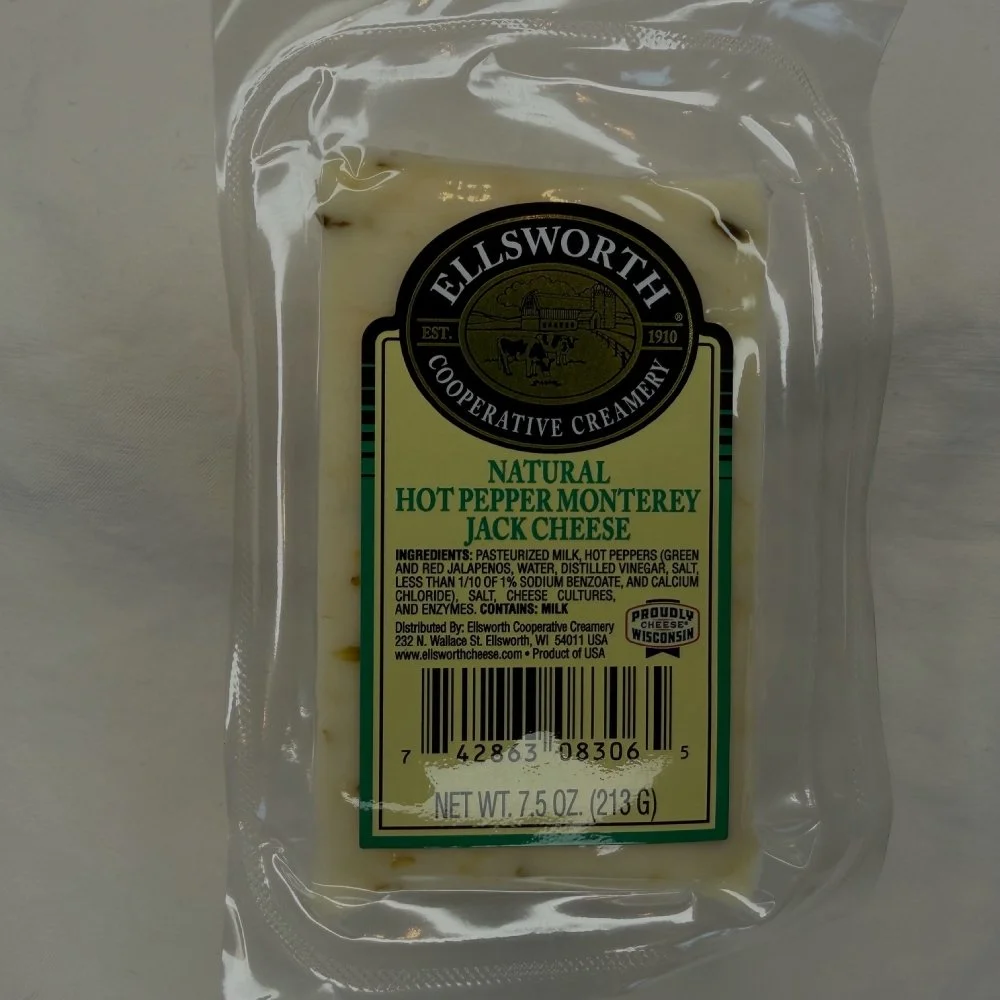 ELLSWORTH
®
EST. 1910
COOPERATIVE CREAMERY
NATURAL
HOT PEPPER MONTEREY
JACK CHEESE
INGREDIENTS: PASTEURIZED MILK, HOT PEPPERS (GREEN
AND RED JALAPENOS, WATER, DISTILLED VINEGAR, SALT,
LESS THAN 1/10 OF 1% SODIUM BENZOATE, AND CALCIUM
CHLORIDE), SALT, CHEESE CULTURES,
AND ENZYMES. CONTAINS: MILK
Distributed By: Ellsworth Cooperative Creamery
232 N. Wallace St. Ellsworth, WI 54011 USA
www.ellsworthcheese.com • Product of USA
PROUDLY
WISCONSIN
CHEESE®
7 42863 08306 5
NET WT. 7.5 OZ. (213 G)